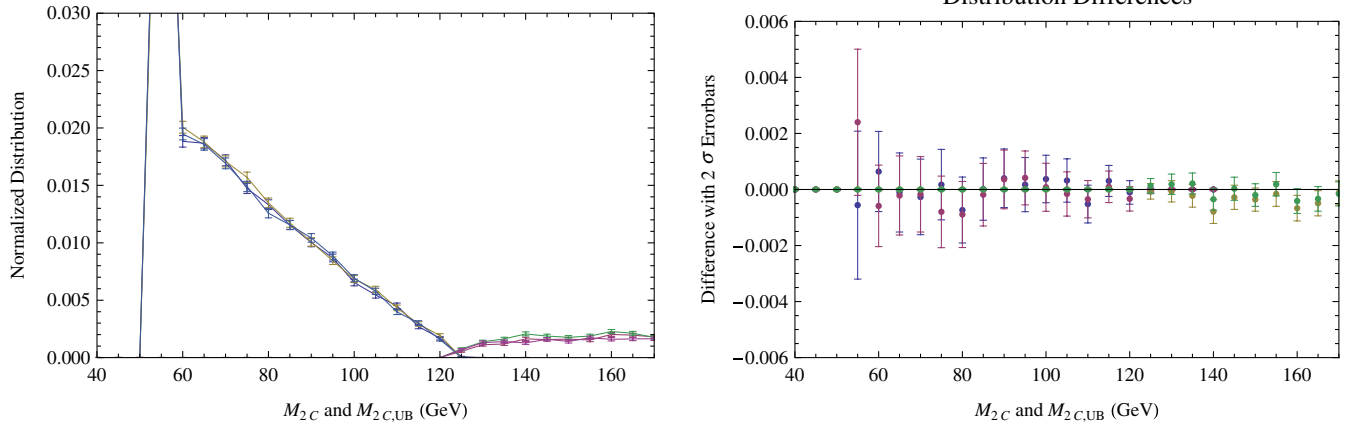 Distribution Differences
0.030
0.025
0.020
0.015
0.010
0.005
0.000
Normalized Distribution
40 60 80 100 120 140 160
M2C and M2C,UB (GeV)
0.006
0.004
0.002
0.000
−0.002
−0.004
−0.006
Difference with 2 σ Errorbars
40 60 80 100 120 140 160
M2C and M2C,UB (GeV)